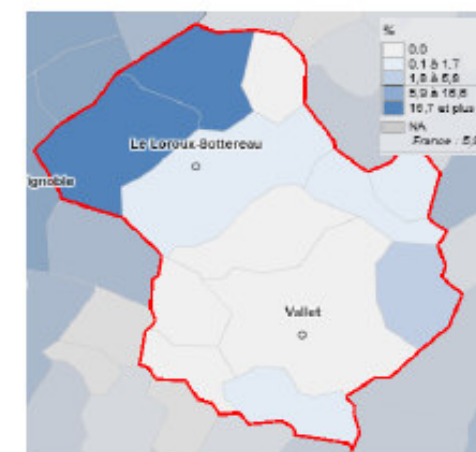 %
0.0
0.1 à 1.7
1,8 à 5,8
5,9 à 16,6
16,7 et plus
NA
France : 5,
Le Loroux-Bottereau
ignoble
Vallet